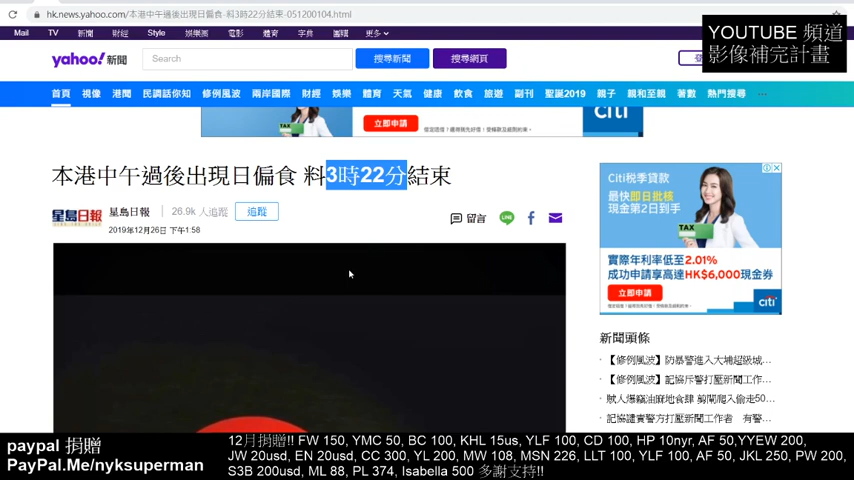 hk.news.yahoo.com/本港中午過後出現日偏食-料3時22分結束-051200104.html
Mail TV 新聞 財經 Style 娛樂圈 電影 體育 字典 團購 更多
YOUTUBE 頻道
影像補完計畫
yahoo! 新聞 Search 搜尋新聞 搜尋網頁
首頁 視像 港聞 民調話你知 修例風波 兩岸國際 財經 娛樂 體育 天氣 健康 飲食 旅遊 副刊 聖誕2019 親子 親和至親 著數 熱門搜尋 ...
TAX 立即申請 citi
本港中午過後出現日偏食 料3時22分結束
星島日報 星島日報 26.9k 人追蹤 追蹤
2019年12月26日 下午1:58
留言
Citi稅季貸款
最快即日批核
現金第2日到手
TAX
實際年利率低至2.01%
成功申請享高達HK$6,000現金券
立即申請
citi
新聞頭條
【修例風波】防暴警進入大埔超級城...
【修例風波】記協斥警打壓新聞工作...
賊人爆竊油麻地食肆 剪閘爬入偷走50...
記協譴責警方打壓新聞工作者 有警...
paypal 捐贈
PayPal.Me/nyksuperman
12月捐贈!! FW 150, YMC 50, BC 100, KHL 15us, YLF 100, CD 100, HP 10nyr, AF 50,YYEW 200,
JW 20usd, EN 20usd, CC 300, YL 200, MW 108, MSN 226, LLT 100, YLF 100, AF 50, JKL 250, PW 200,
S3B 200usd, ML 88, PL 374, Isabella 500 多謝支持!!